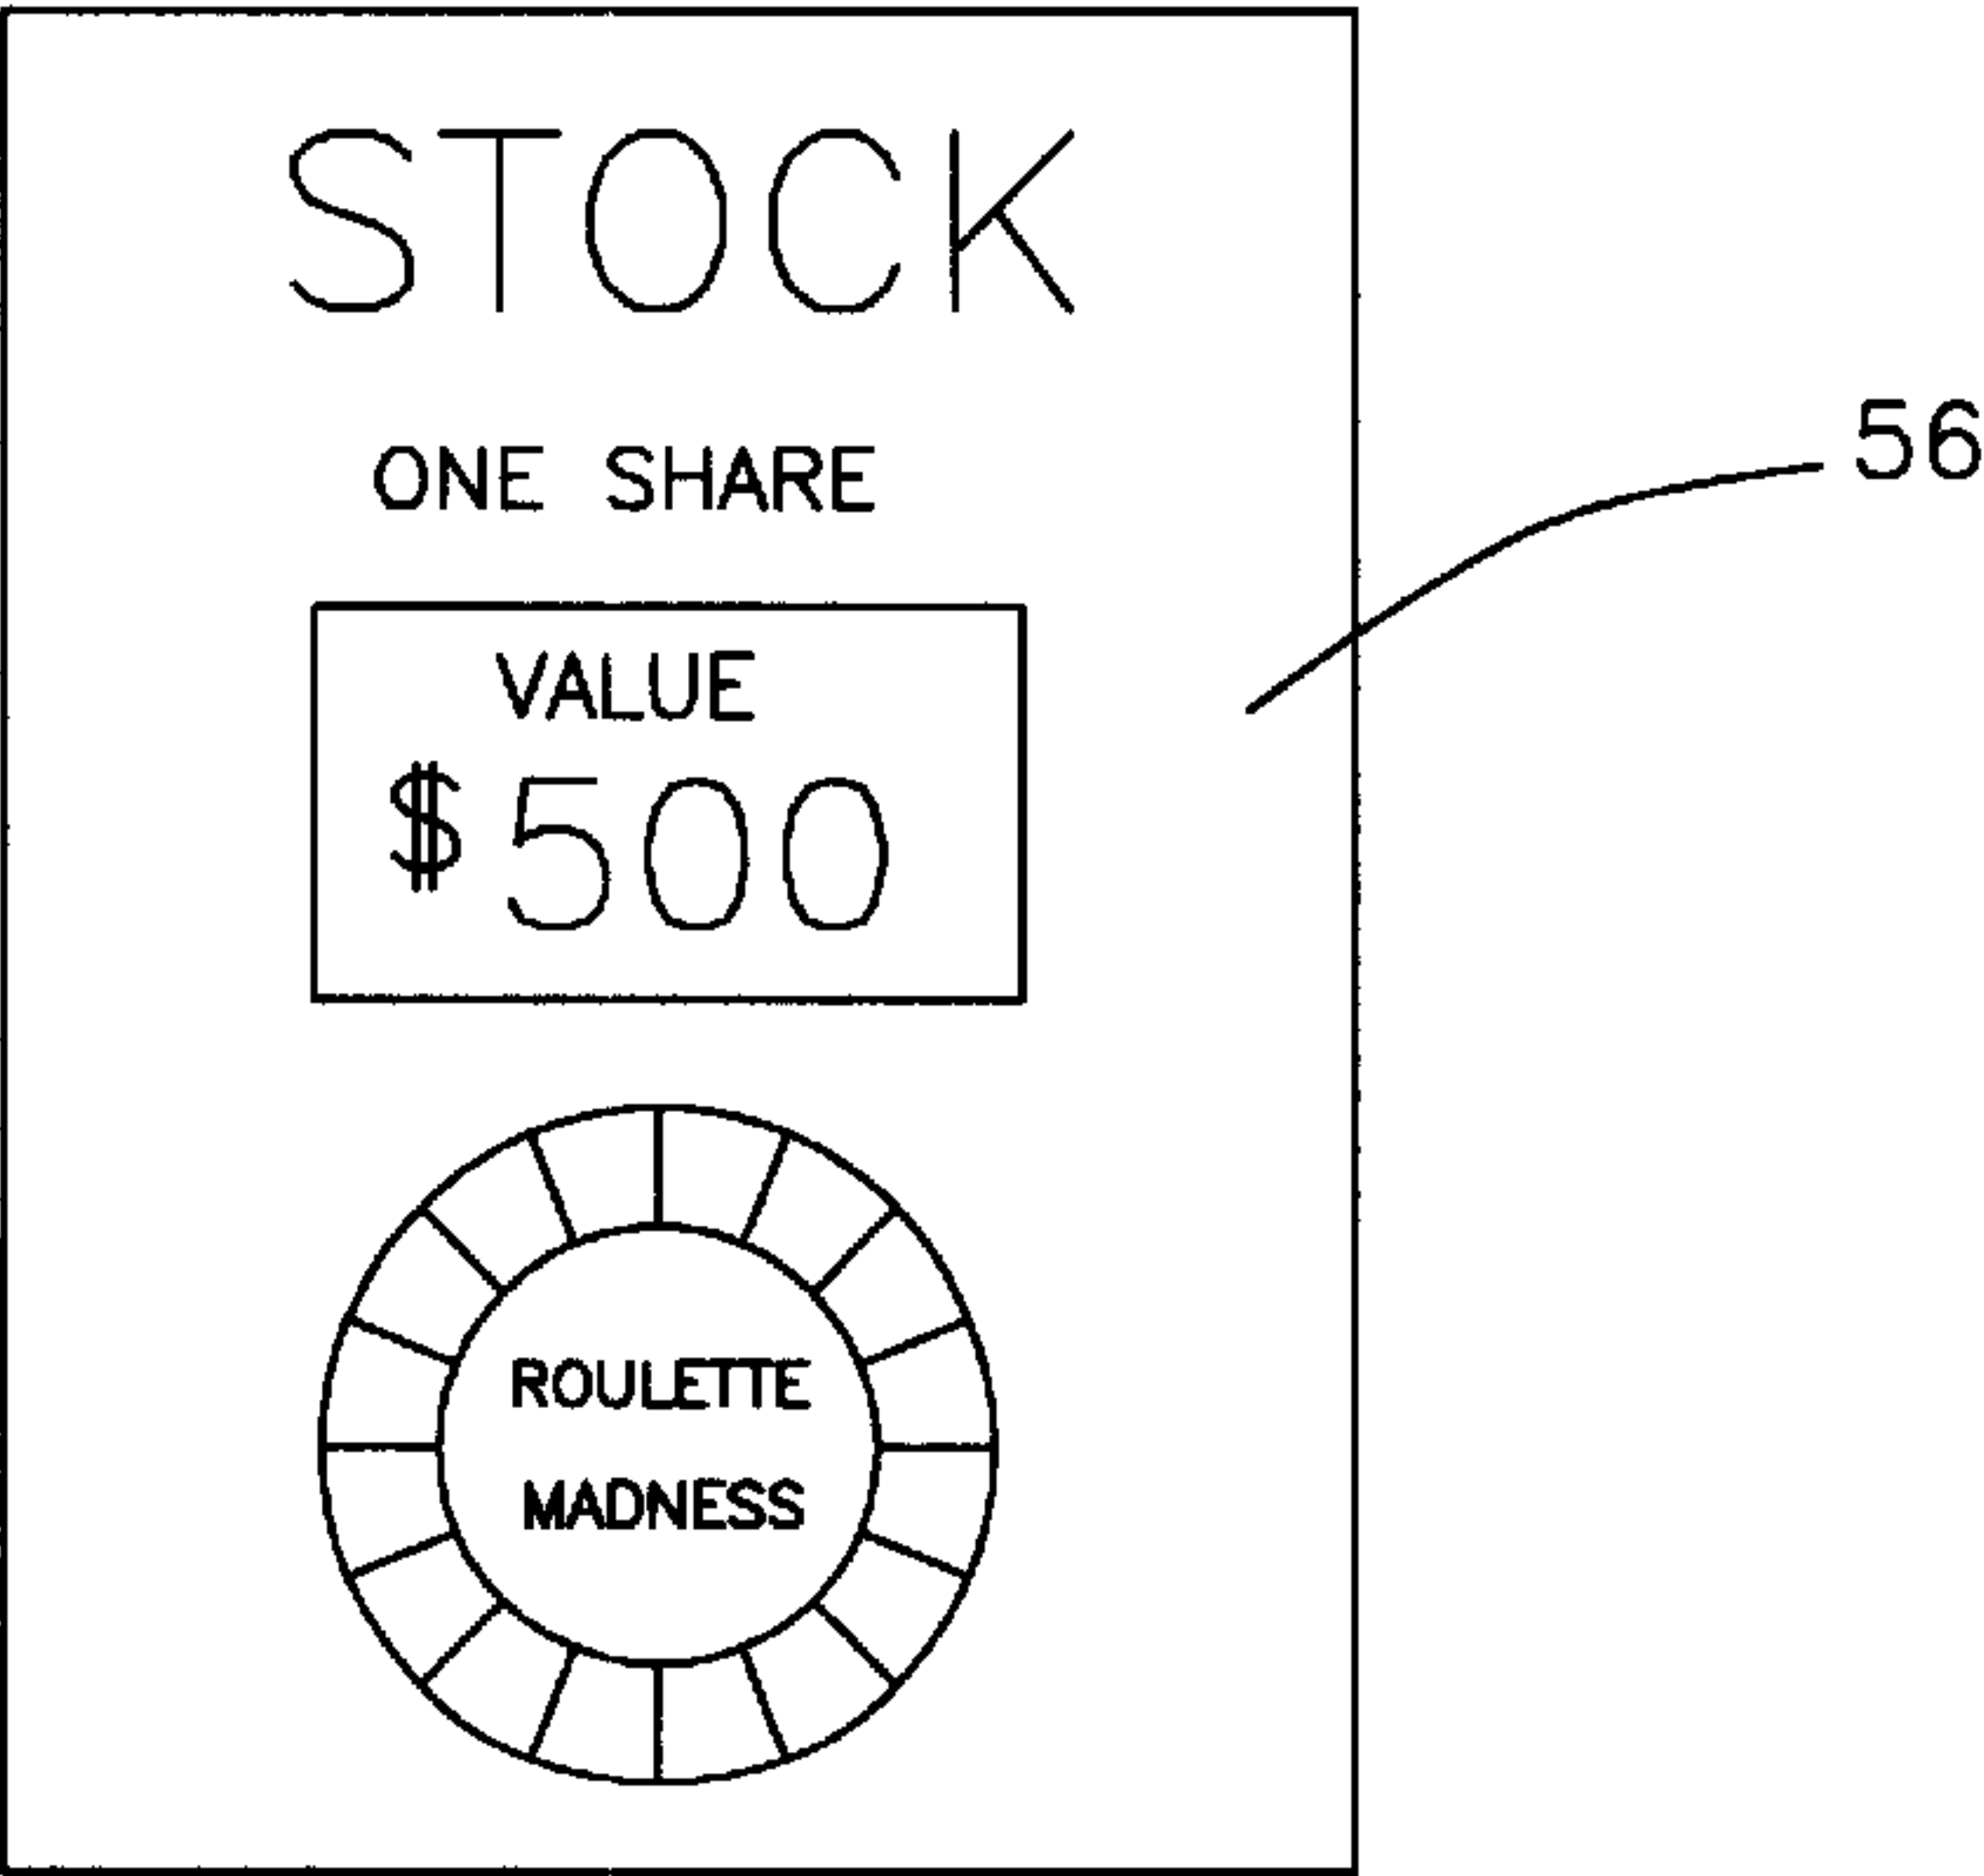 STOCK
ONE SHARE
56
VALUE
$500
ROULETTE
MADNESS